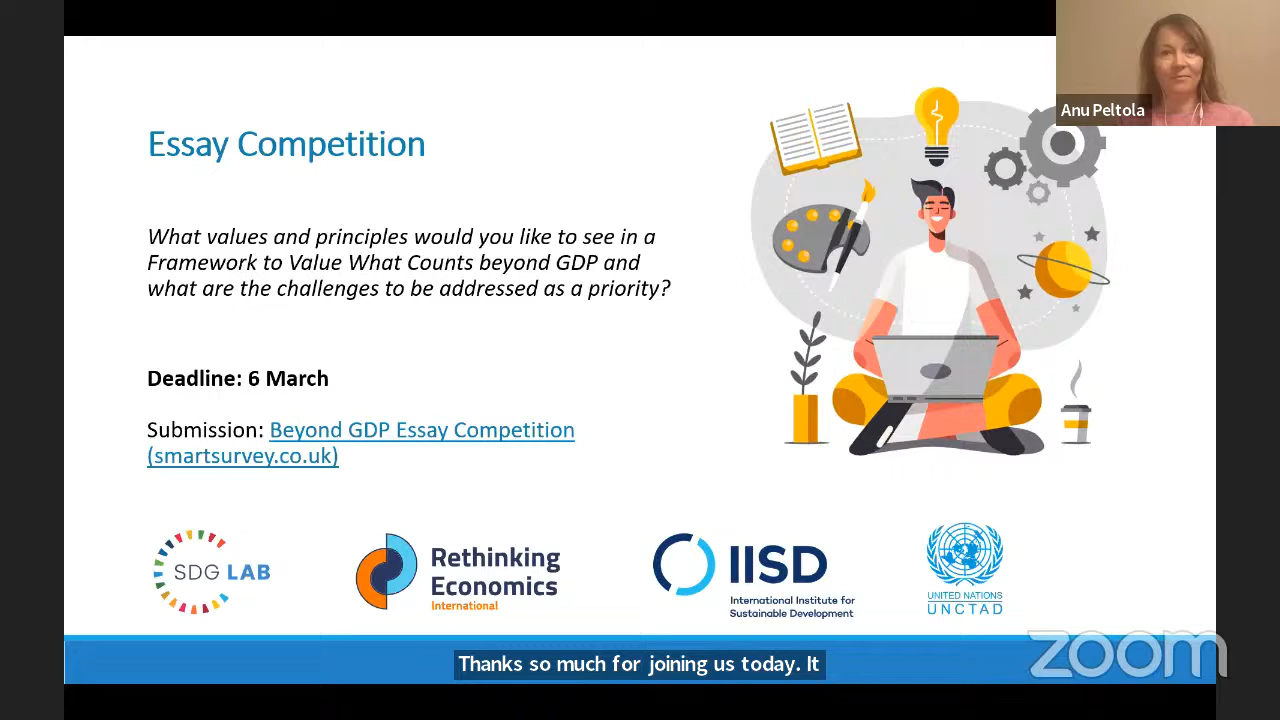 Anu Peltola
Essay Competition
What values and principles would you like to see in a
Framework to Value What Counts beyond GDP and
what are the challenges to be addressed as a priority?
Deadline: 6 March
Submission: Beyond GDP Essay Competition
(smartsurvey.co.uk)
SDG LAB
Rethinking
Economics
International
IISD
International Institute for
Sustainable Development
UNITED NATIONS
UNCTAD
Thanks so much for joining us today. It
zoom